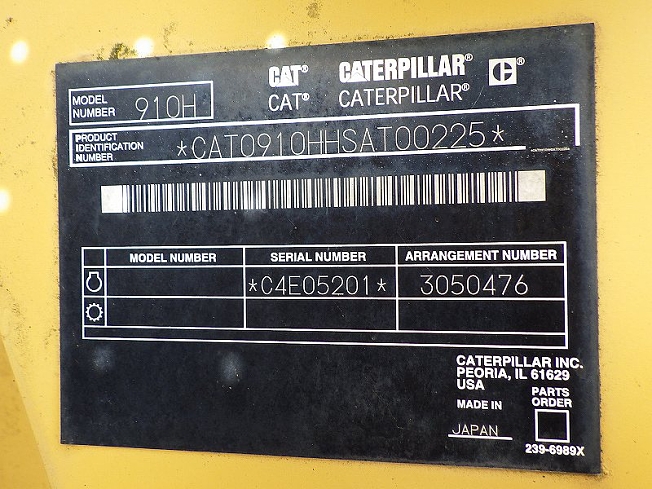 CAT® CATERPILLAR® C®
CAT® CATERPILLAR®
MODEL NUMBER 910H
PRODUCT IDENTIFICATION NUMBER *CAT0910HHSAT00225*
MODEL NUMBER SERIAL NUMBER ARRANGEMENT NUMBER
*C4E05201* 3050476
CATERPILLAR INC.
PEORIA, IL 61629
USA
MADE IN
JAPAN
PARTS
ORDER
239-6989X